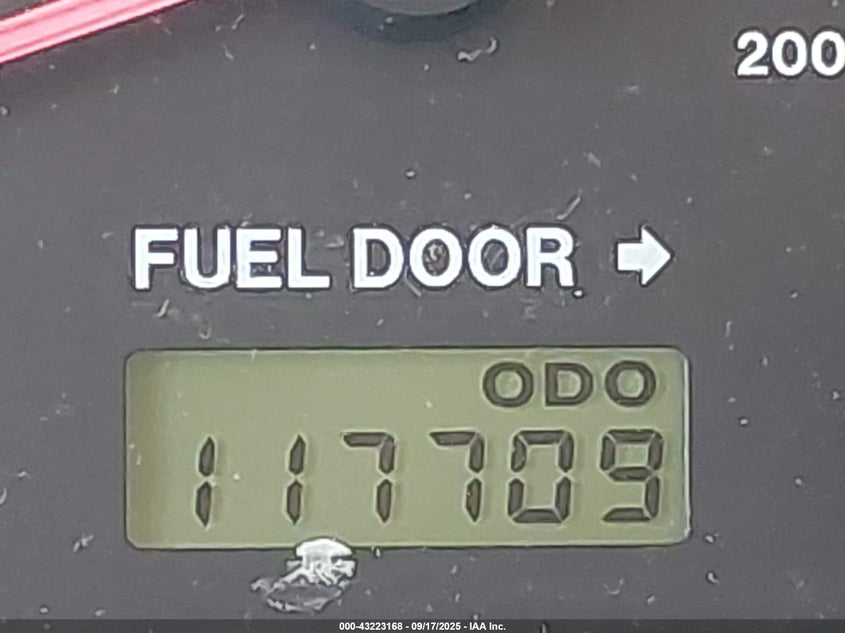 200
FUEL DOOR →
ODO
117709
000-43223168 - 09/17/2025 - IAA Inc.